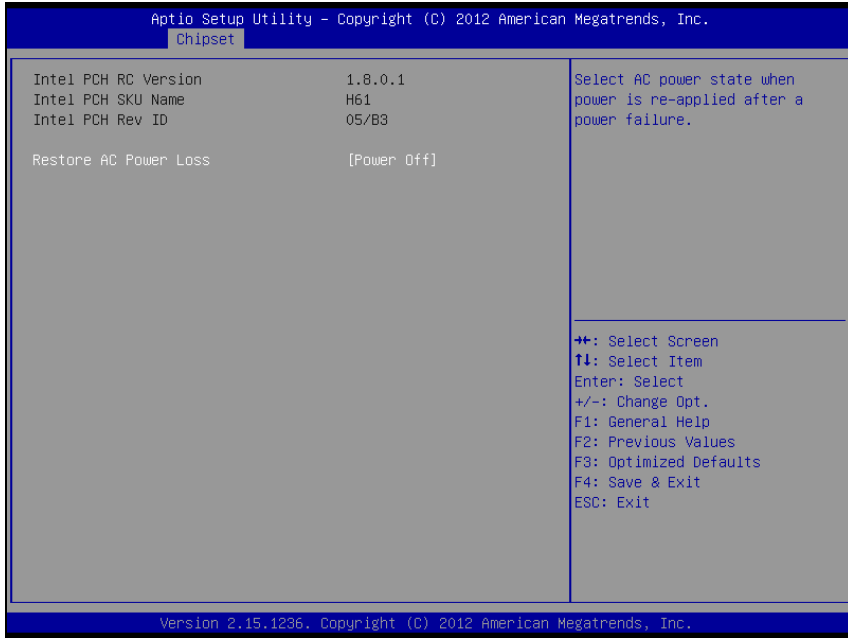 Aptio Setup Utility – Copyright (C) 2012 American Megatrends, Inc.
Chipset
Intel PCH RC Version 1.8.0.1
Intel PCH SKU Name H61
Intel PCH Rev ID 05/B3
Restore AC Power Loss [Power Off]
Select AC power state when
power is re-applied after a
power failure.
→←: Select Screen
↑↓: Select Item
Enter: Select
+/-: Change Opt.
F1: General Help
F2: Previous Values
F3: Optimized Defaults
F4: Save & Exit
ESC: Exit
Version 2.15.1236. Copyright (C) 2012 American Megatrends, Inc.